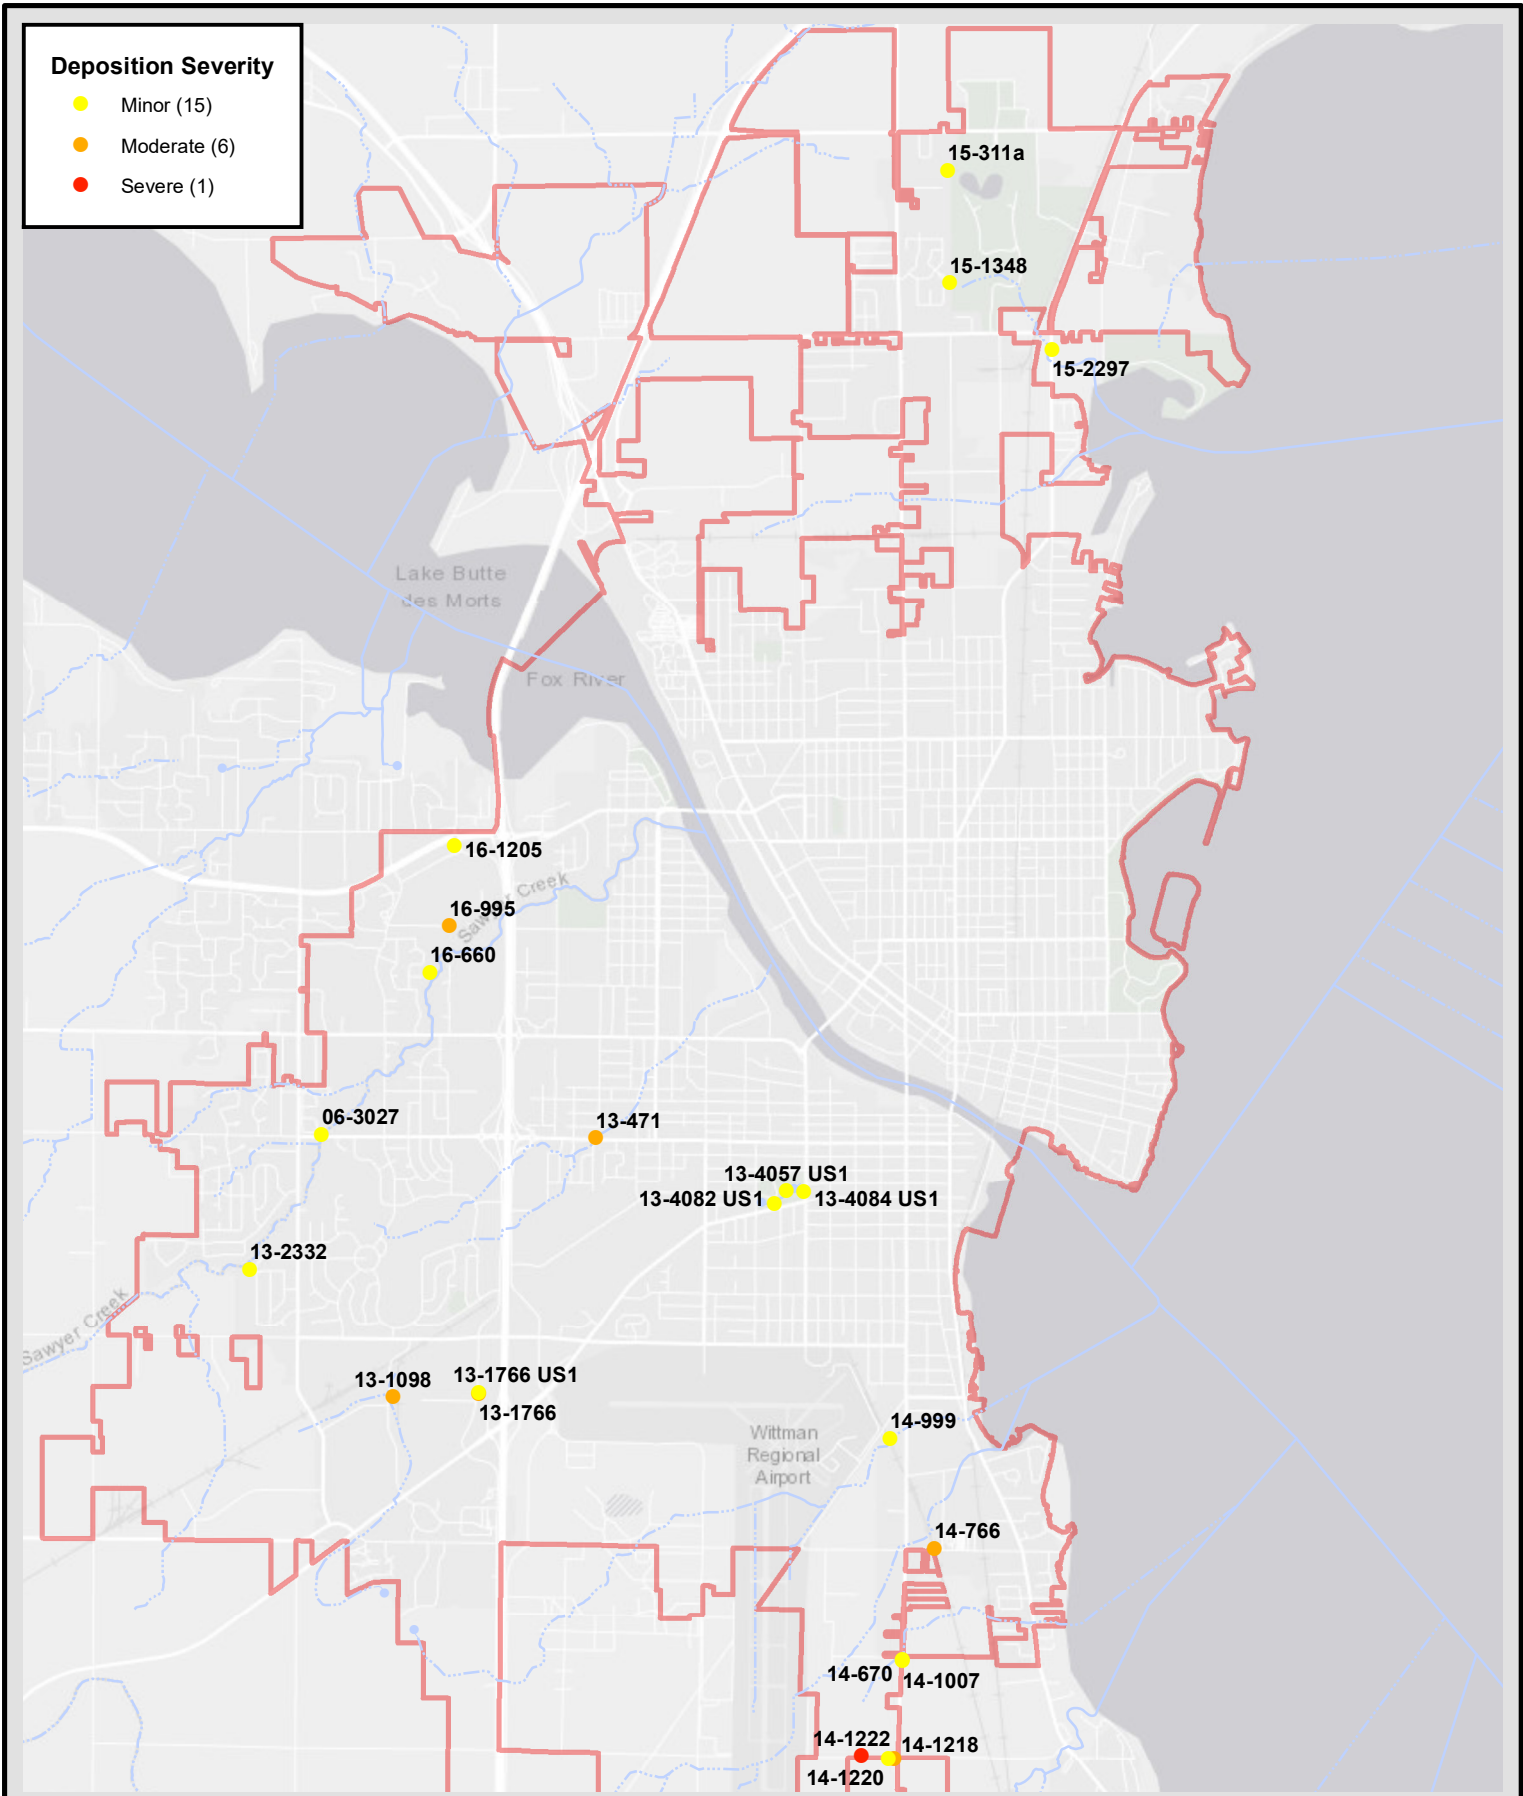 Deposition Severity
Minor (15)
Moderate (6)
Severe (1)
15-311a
15-1348
15-2297
Lake Butte
des Morts
Fox River
16-1205
Sawyer Creek
16-995
16-660
06-3027
13-471
13-4057 US1
13-4082 US1
13-4084 US1
13-2332
Sawyer Creek
13-1098
13-1766 US1
13-1766
14-999
Wittman
Regional
Airport
14-766
14-670
14-1007
14-1222
14-1218
14-1220